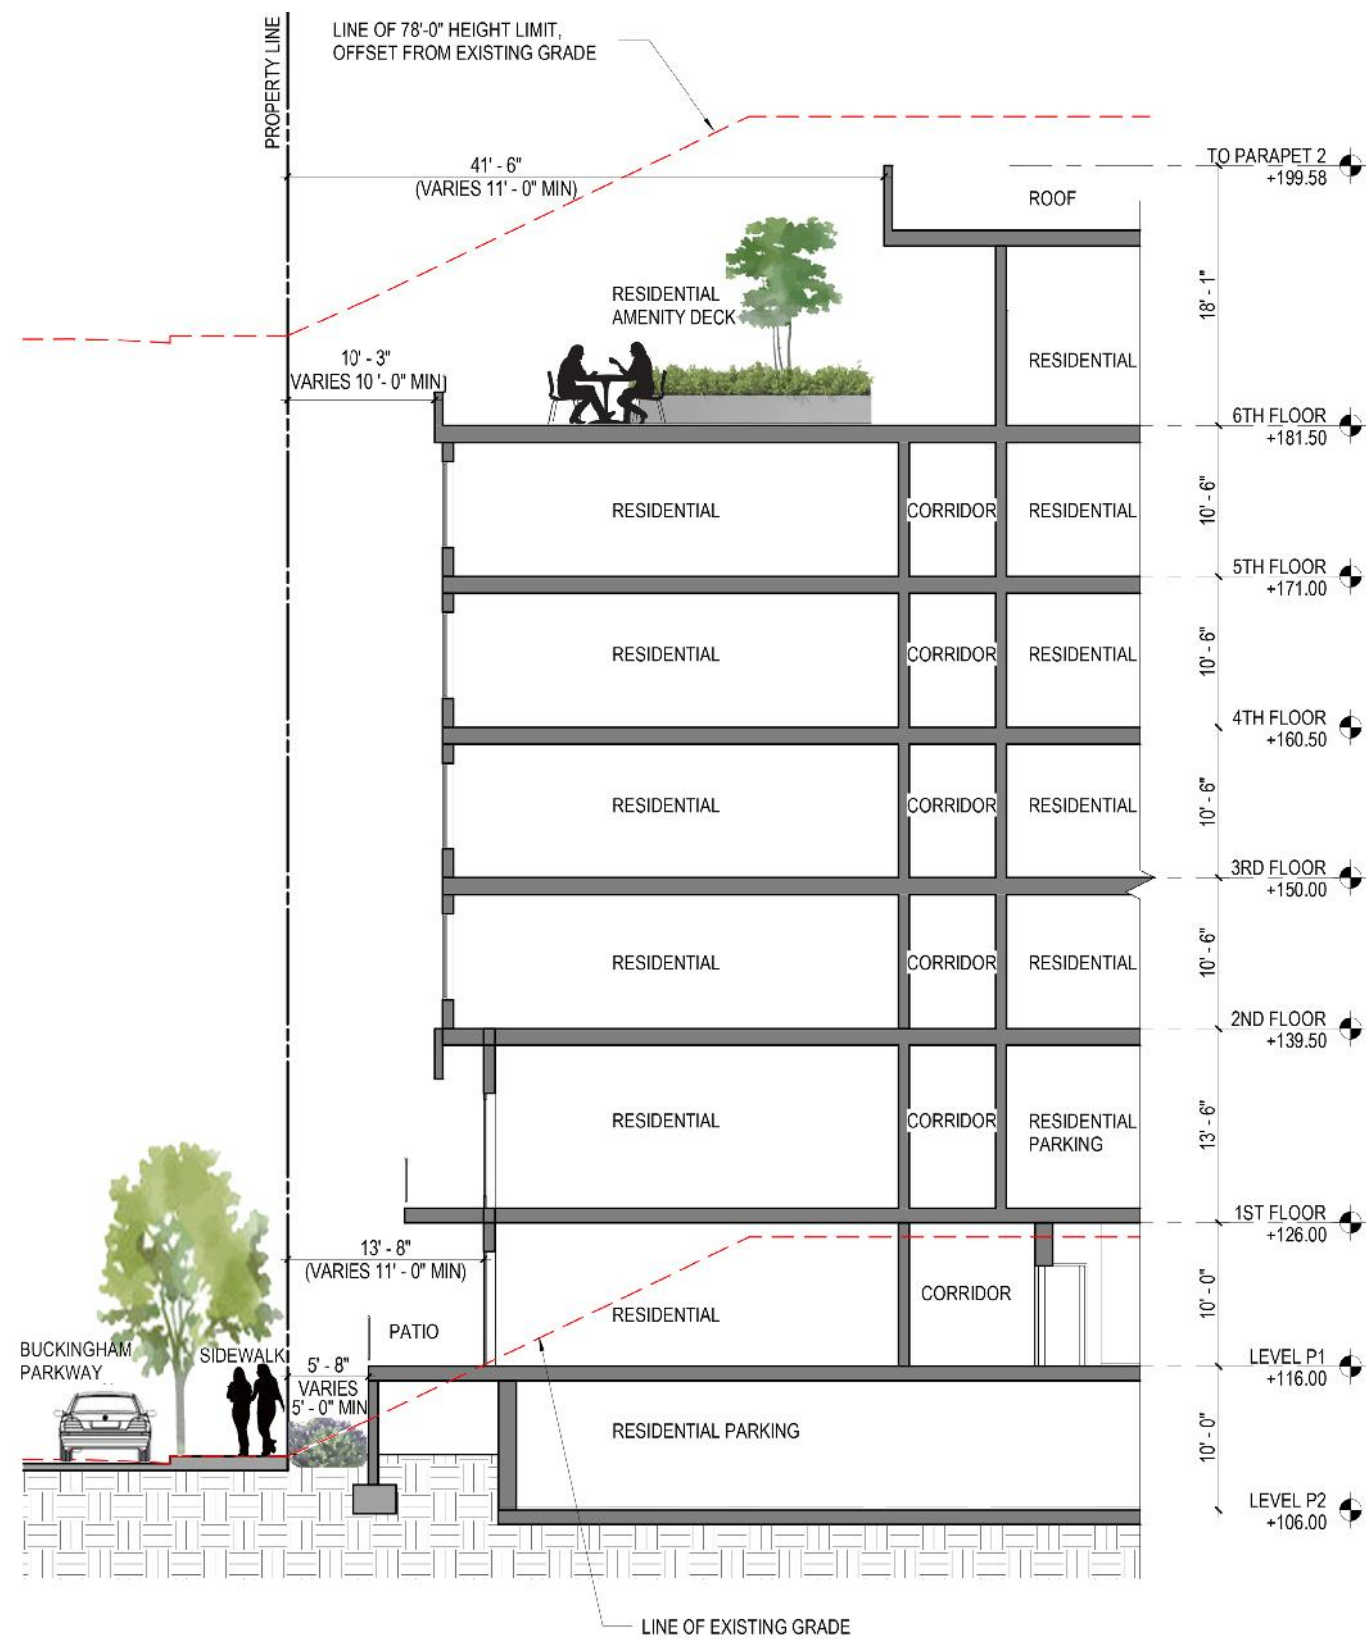 PROPERTY LINE
LINE OF 78'-0" HEIGHT LIMIT,
OFFSET FROM EXISTING GRADE
41' - 6"
(VARIES 11' - 0" MIN)
TO PARAPET 2
+199.58
ROOF
18' - 1"
RESIDENTIAL
AMENITY DECK
10' - 3"
VARIES 10 '- 0" MIN)
RESIDENTIAL
6TH FLOOR
+181.50
RESIDENTIAL
CORRIDOR
RESIDENTIAL
10' - 6"
5TH FLOOR
+171.00
RESIDENTIAL
CORRIDOR
RESIDENTIAL
10' - 6"
4TH FLOOR
+160.50
RESIDENTIAL
CORRIDOR
RESIDENTIAL
10' - 6"
3RD FLOOR
+150.00
RESIDENTIAL
CORRIDOR
RESIDENTIAL
10' - 6"
2ND FLOOR
+139.50
RESIDENTIAL
CORRIDOR
RESIDENTIAL
PARKING
13' - 6"
1ST FLOOR
+126.00
13' - 8"
(VARIES 11' - 0" MIN)
RESIDENTIAL
CORRIDOR
10' - 0"
PATIO
BUCKINGHAM
PARKWAY
SIDEWALK
5' - 8"
VARIES
5' - 0" MIN
LEVEL P1
+116.00
RESIDENTIAL PARKING
10' - 0"
LEVEL P2
+106.00
LINE OF EXISTING GRADE